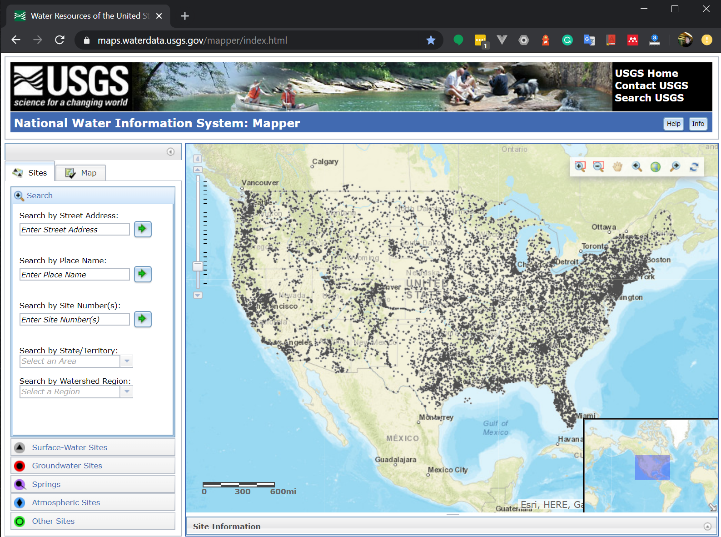 Water Resources of the United St
maps.waterdata.usgs.gov/mapper/index.html
1
USGS
science for a changing world
USGS Home
Contact USGS
Search USGS
National Water Information System: Mapper
Help
Info
Sites
Map
Search
Search by Street Address:
Enter Street Address
Search by Place Name:
Enter Place Name
Search by Site Number(s):
Enter Site Number(s)
Search by State/Territory:
Select an Area
Search by Watershed Region:
Select a Region
Surface-Water Sites
Groundwater Sites
Springs
Atmospheric Sites
Other Sites
Ontario
Calgary
Vancouver
Ottawa
Toronto
Detroit
Boston
York
UNITED
Miami
Monterrey
Gulf of
Mexico
Havana
MÉXICO
Guadalajara
Mexico City
0 300 600mi
Esri, HERE, Ga
Site Information